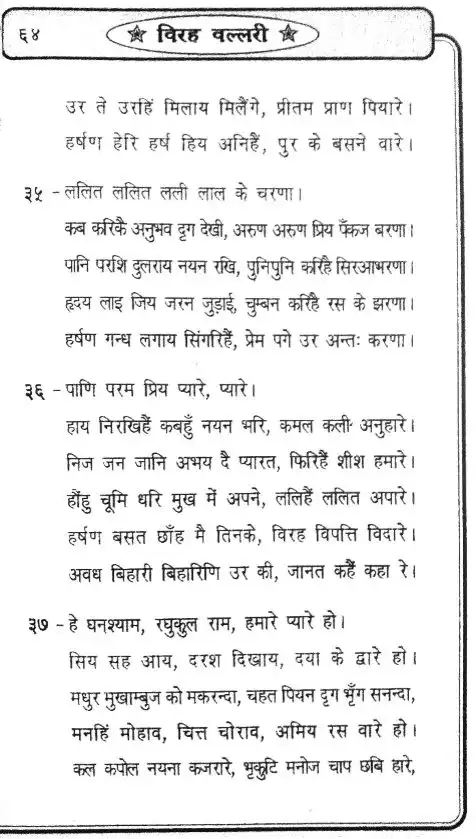 ६४
विरह वल्लरी
उर ते उरहिं मिलाय मिलैंगे, प्रीतम प्राण पियारे।
हर्षण हेरि हर्ष हिय अनिहैं, पुर के बसने वारे।
३५ - ललित ललित लली लाल के चरणा।
कब करिकै अनुभव दृग देखी, अरुण अरुण प्रिय पँकज बरणा।
पानि परशि दुलराय नयन रखि, पुनिपुनि करिहै सिरआभरणा।
हृदय लाइ जिय जरन जुड़ाई, चुम्बन करिहै रस के झरणा।
हर्षण गन्ध लगाय सिंगरिहैं, प्रेम पगे उर अन्तः करणा।
३६ - पाणि परम प्रिय प्यारे, प्यारे।
हाय निरखिहैं कबहुँ नयन भरि, कमल कली अनुहारे।
निज जन जानि अभय दै प्यारत, फिरिहैं शीश हमारे।
हौंहु चूमि धरि मुख में अपने, ललिहैं ललित अपारे।
हर्षण बसत छाँह मै तिनके, विरह विपत्ति विदारे।
अवध बिहारी बिहारिणि उर की, जानत कहैं कहा रे।
३७ - हे घनश्याम, रघुकुल राम, हमारे प्यारे हो।
सिय सह आय, दरश दिखाय, दया के द्वारे हो।
मधुर मुखाम्बुज को मकरन्दा, चहत पियन दृग भृँग सनन्दा,
मनहिं मोहाव, चित्त चोराव, अमिय रस वारे हो।
कल कपोल नयना कजरारे, भृकुटि मनोज चाप छबि हारे,